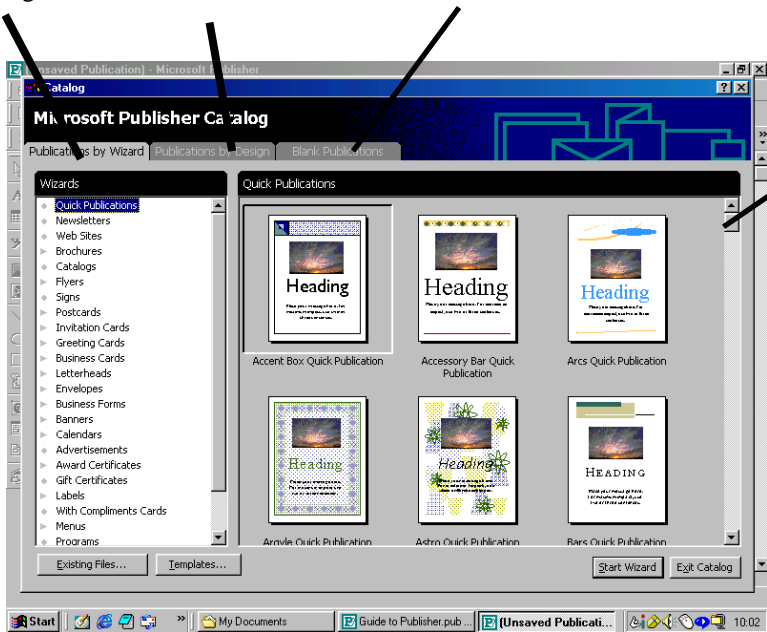 [Unsaved Publication] - Microsoft Publisher
Catalog
Microsoft Publisher Catalog
Publications by Wizard
Publications by Design
Blank Publications
Wizards
Quick Publications
Newsletters
Web Sites
Brochures
Catalogs
Flyers
Signs
Postcards
Invitation Cards
Greeting Cards
Business Cards
Letterheads
Envelopes
Business Forms
Banners
Calendars
Advertisements
Award Certificates
Gift Certificates
Labels
With Compliments Cards
Menus
Programs
Quick Publications
Heading
Accent Box Quick Publication
Heading
Accessory Bar Quick
Publication
Heading
Arcs Quick Publication
Heading
Argyle Quick Publication
Heading
Astro Quick Publication
HEADING
Bars Quick Publication
Existing Files...
Templates...
Start Wizard
Exit Catalog
Start
»
My Documents
Guide to Publisher.pub ...
[Unsaved Publicati...
10:02